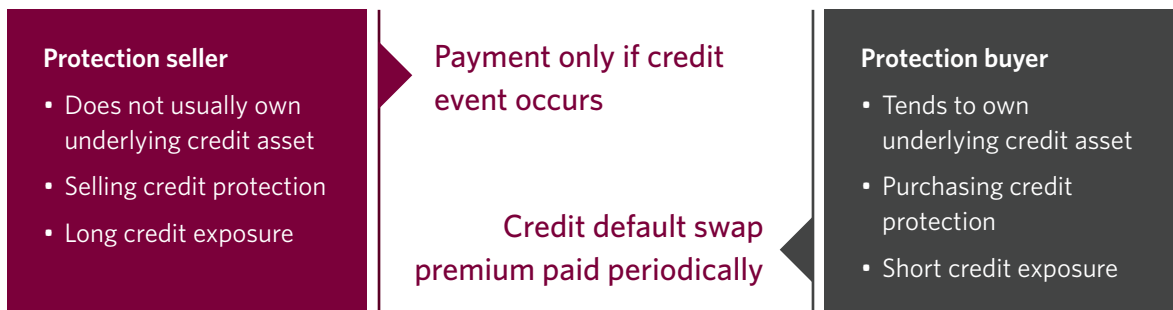 Protection seller
• Does not usually own
underlying credit asset
• Selling credit protection
• Long credit exposure
Payment only if credit
event occurs
Credit default swap
premium paid periodically
Protection buyer
• Tends to own
underlying credit asset
• Purchasing credit
protection
• Short credit exposure